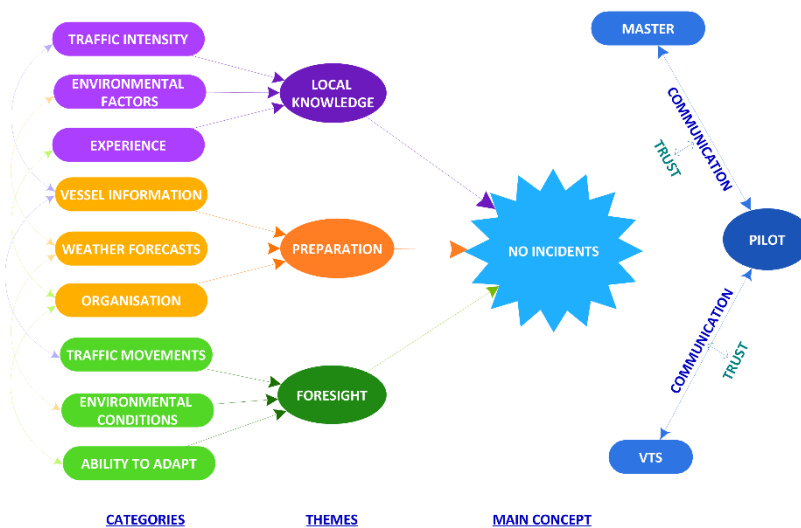 TRAFFIC INTENSITY
ENVIRONMENTAL
FACTORS
EXPERIENCE
VESSEL INFORMATION
WEATHER FORECASTS
ORGANISATION
TRAFFIC MOVEMENTS
ENVIRONMENTAL
CONDITIONS
ABILITY TO ADAPT
CATEGORIES
LOCAL
KNOWLEDGE
PREPARATION
FORESIGHT
THEMES
NO INCIDENTS
MAIN CONCEPT
MASTER
COMMUNICATION
TRUST
PILOT
COMMUNICATION
TRUST
VTS